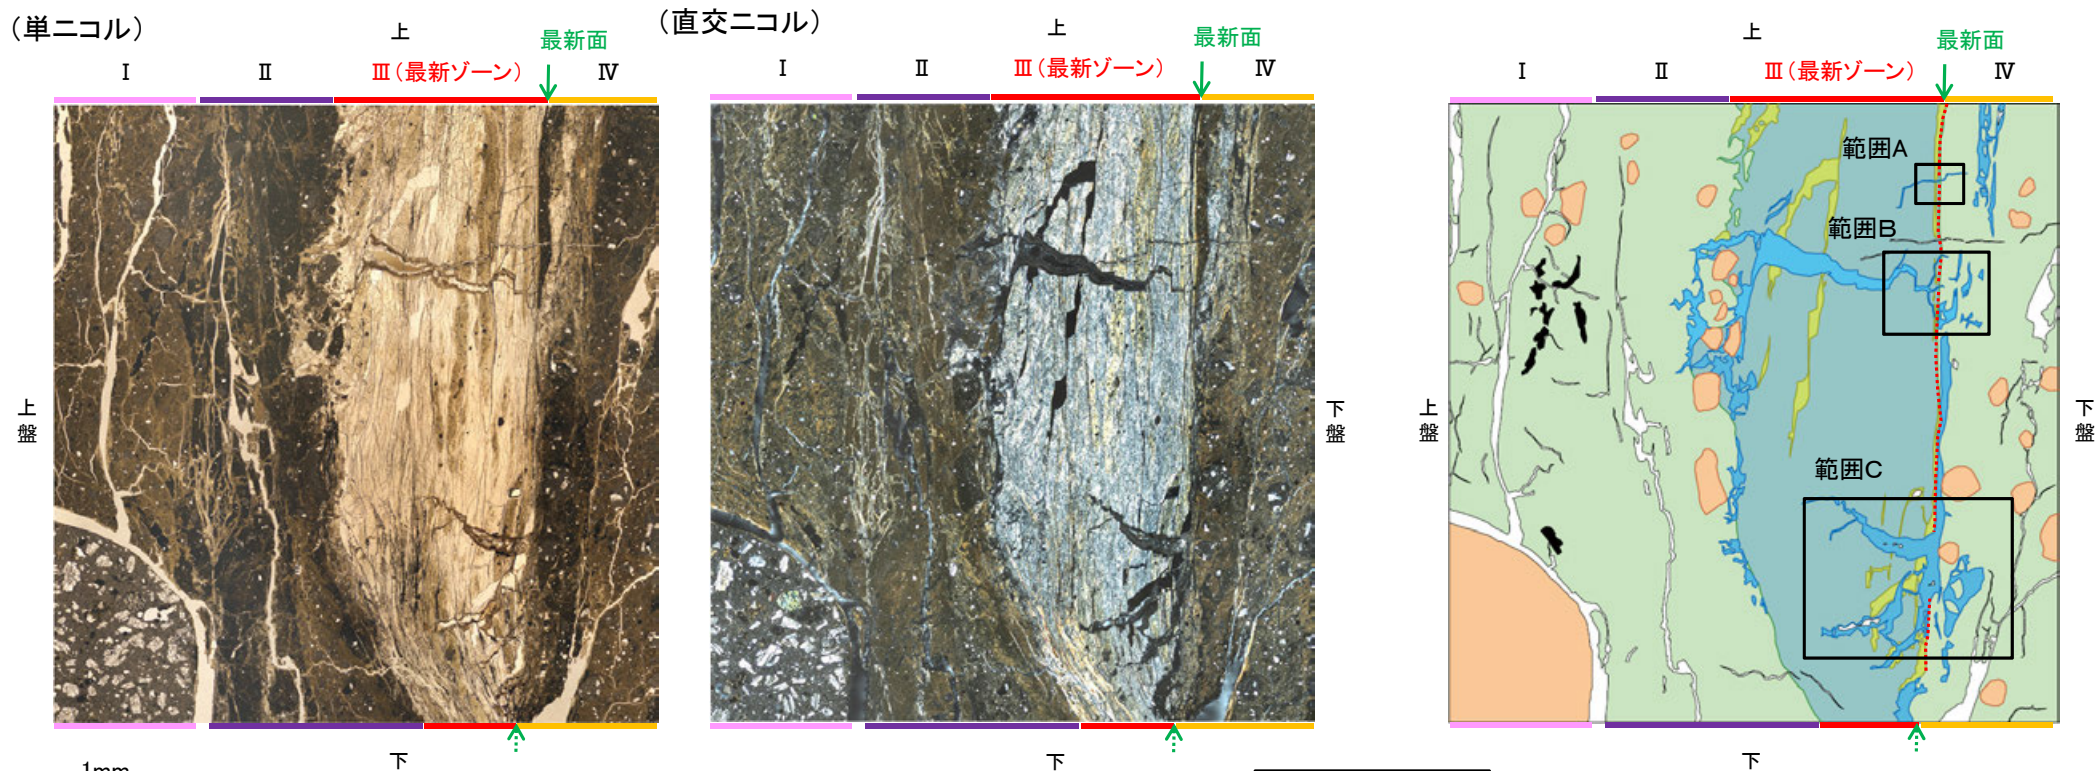 (単ニコル)
上
最新面
Ⅰ
Ⅱ
Ⅲ(最新ゾーン)
Ⅳ
上盤
下
1mm
(直交ニコル)
上
最新面
Ⅰ
Ⅱ
Ⅲ(最新ゾーン)
Ⅳ
下盤
下
上
最新面
Ⅰ
Ⅱ
Ⅲ(最新ゾーン)
Ⅳ
範囲A
範囲B
上盤
下盤
範囲C
下